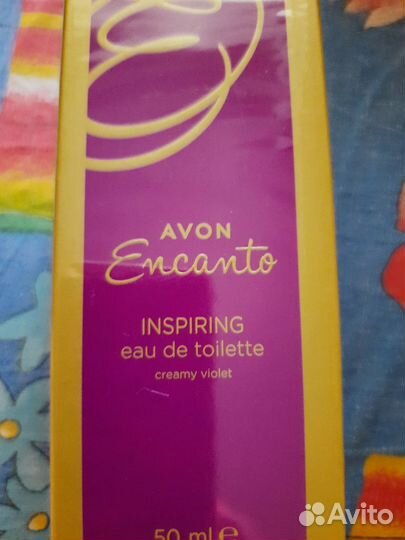 AVON
Encanto
INSPIRING
eau de toilette
creamy violet
50 ml e
Avito